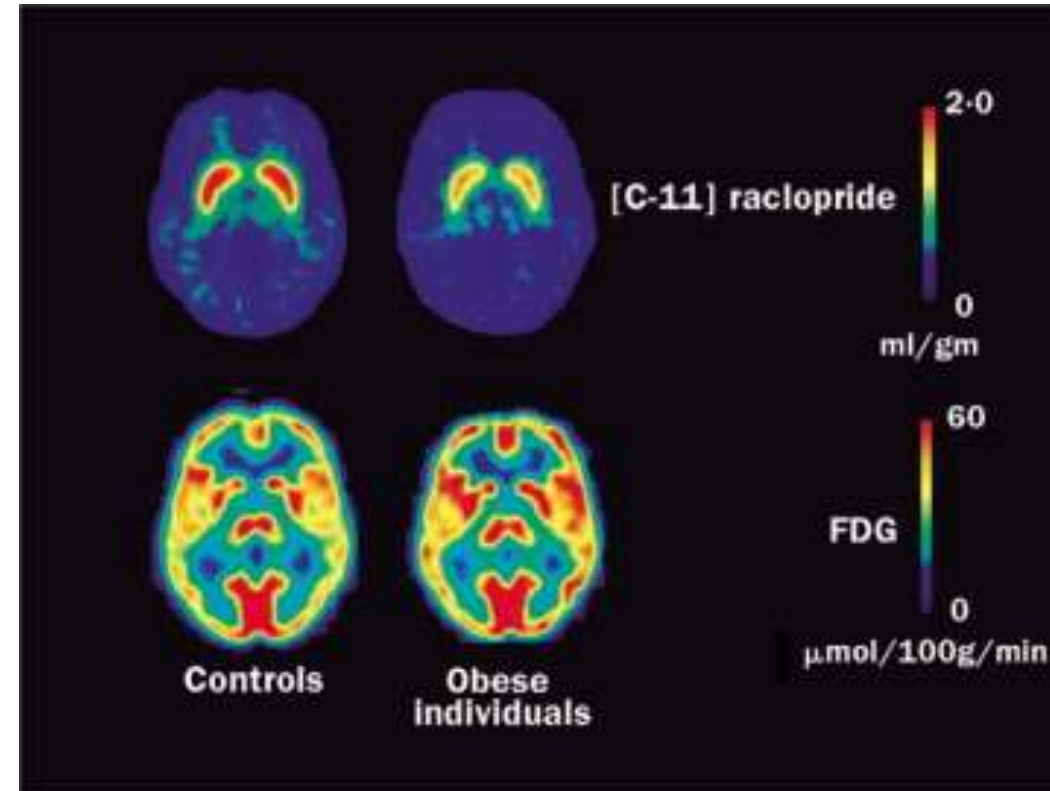 2·0
[C-11] raclopride
0
ml/gm
60
FDG
0
μmol/100g/min
Controls
Obese
individuals